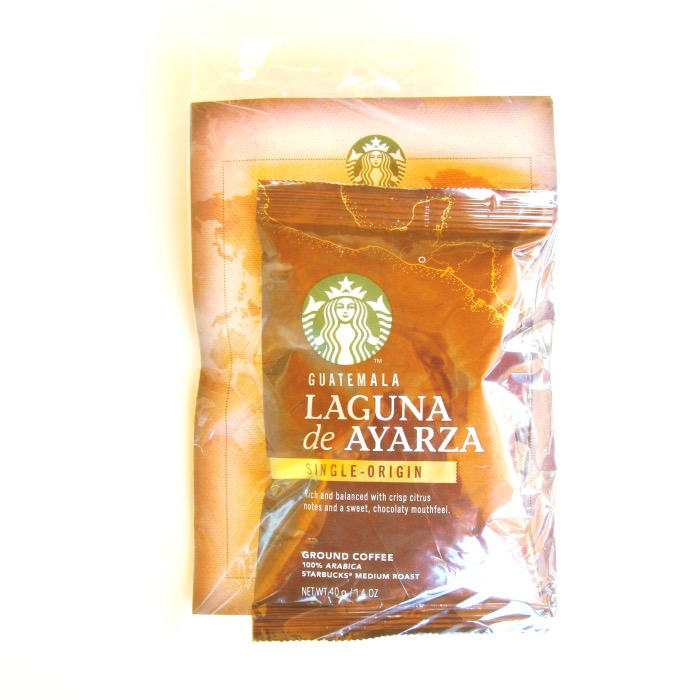 GUATEMALA
LAGUNA
de AYARZA
SINGLE-ORIGIN
Rich and balanced with crisp citrus
notes and a sweet, chocolaty mouthfeel.
GROUND COFFEE
100% ARABICA
STARBUCKS® MEDIUM ROAST
NET WT 40 g / 1.4 OZ